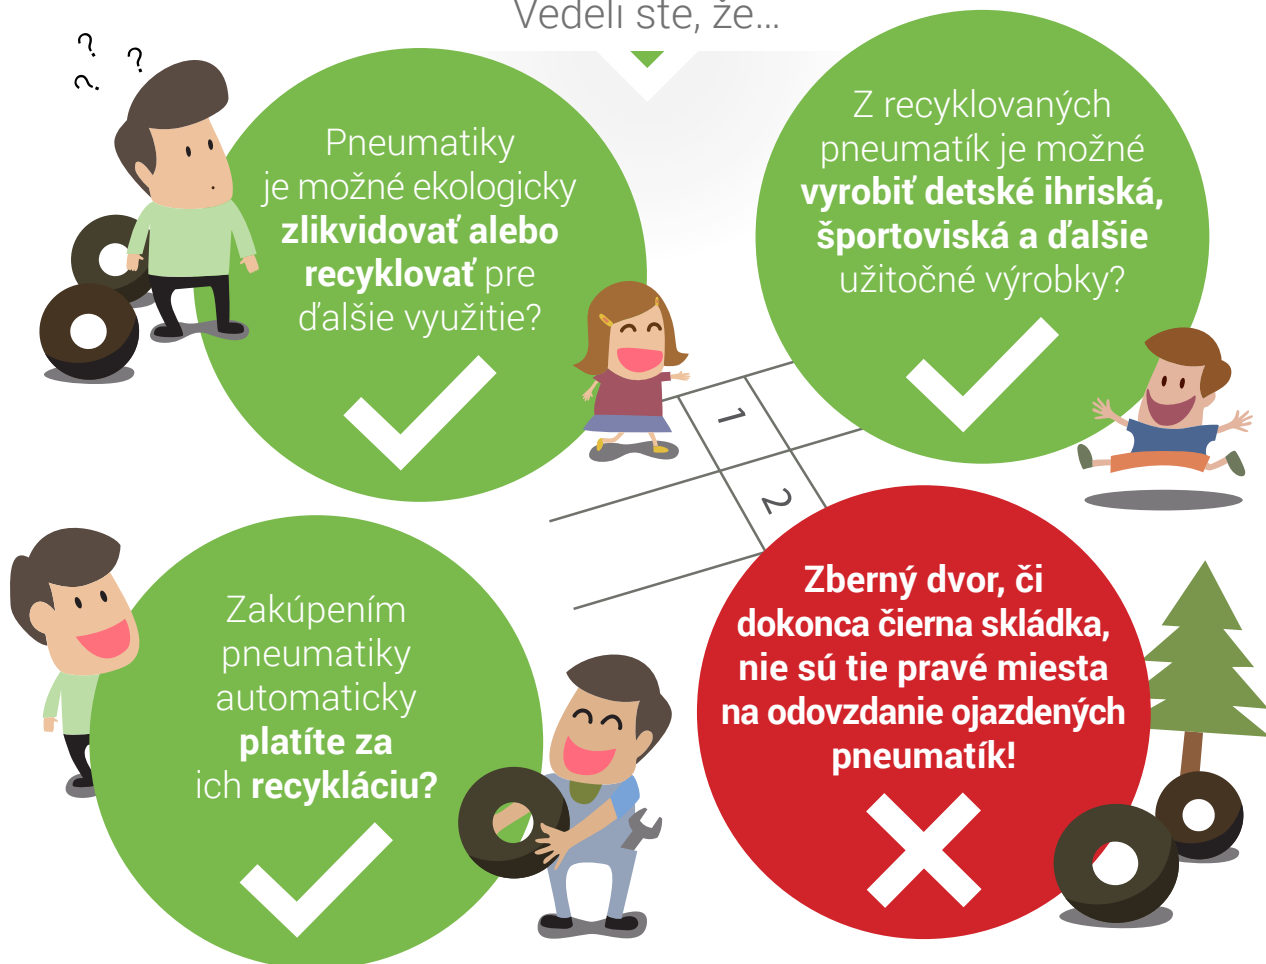 Vedeli ste, že...
? ? ?
Pneumatiky
je možné ekologicky
zlikvidovať alebo
recyklovať pre
ďalšie využitie?
Z recyklovaných
pneumatík je možné
vyrobiť detské ihriská,
športoviská a ďalšie
užitočné výrobky?
1
2
Zakúpením
pneumatiky
automaticky
platíte za
ich recykláciu?
Zberný dvor, či
dokonca čierna skládka,
nie sú tie pravé miesta
na odovzdanie ojazdených
pneumatík!